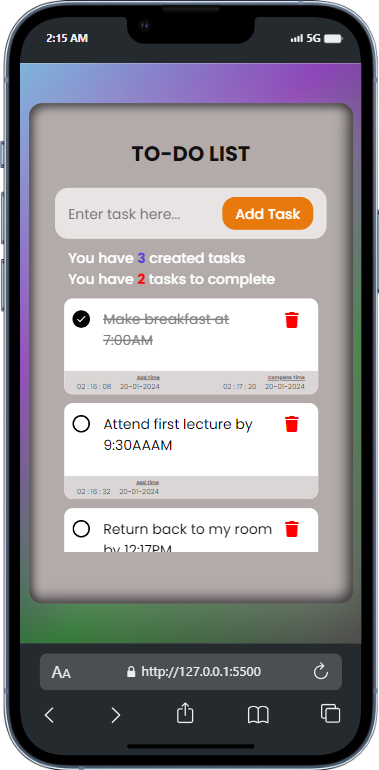 2:15 AM 5G
TO-DO LIST
Enter task here... Add Task
You have 3 created tasks
You have 2 tasks to complete
Make breakfast at
7:00AM
Add Time Complete Time
02 : 16 : 08 20-01-2024 02 : 17 : 20 20-01-2024
Attend first lecture by
9:30AAAM
Add Time
02 : 16 : 32 20-01-2024
Return back to my room
by 12:17PM
AA http://127.0.0.1:5500